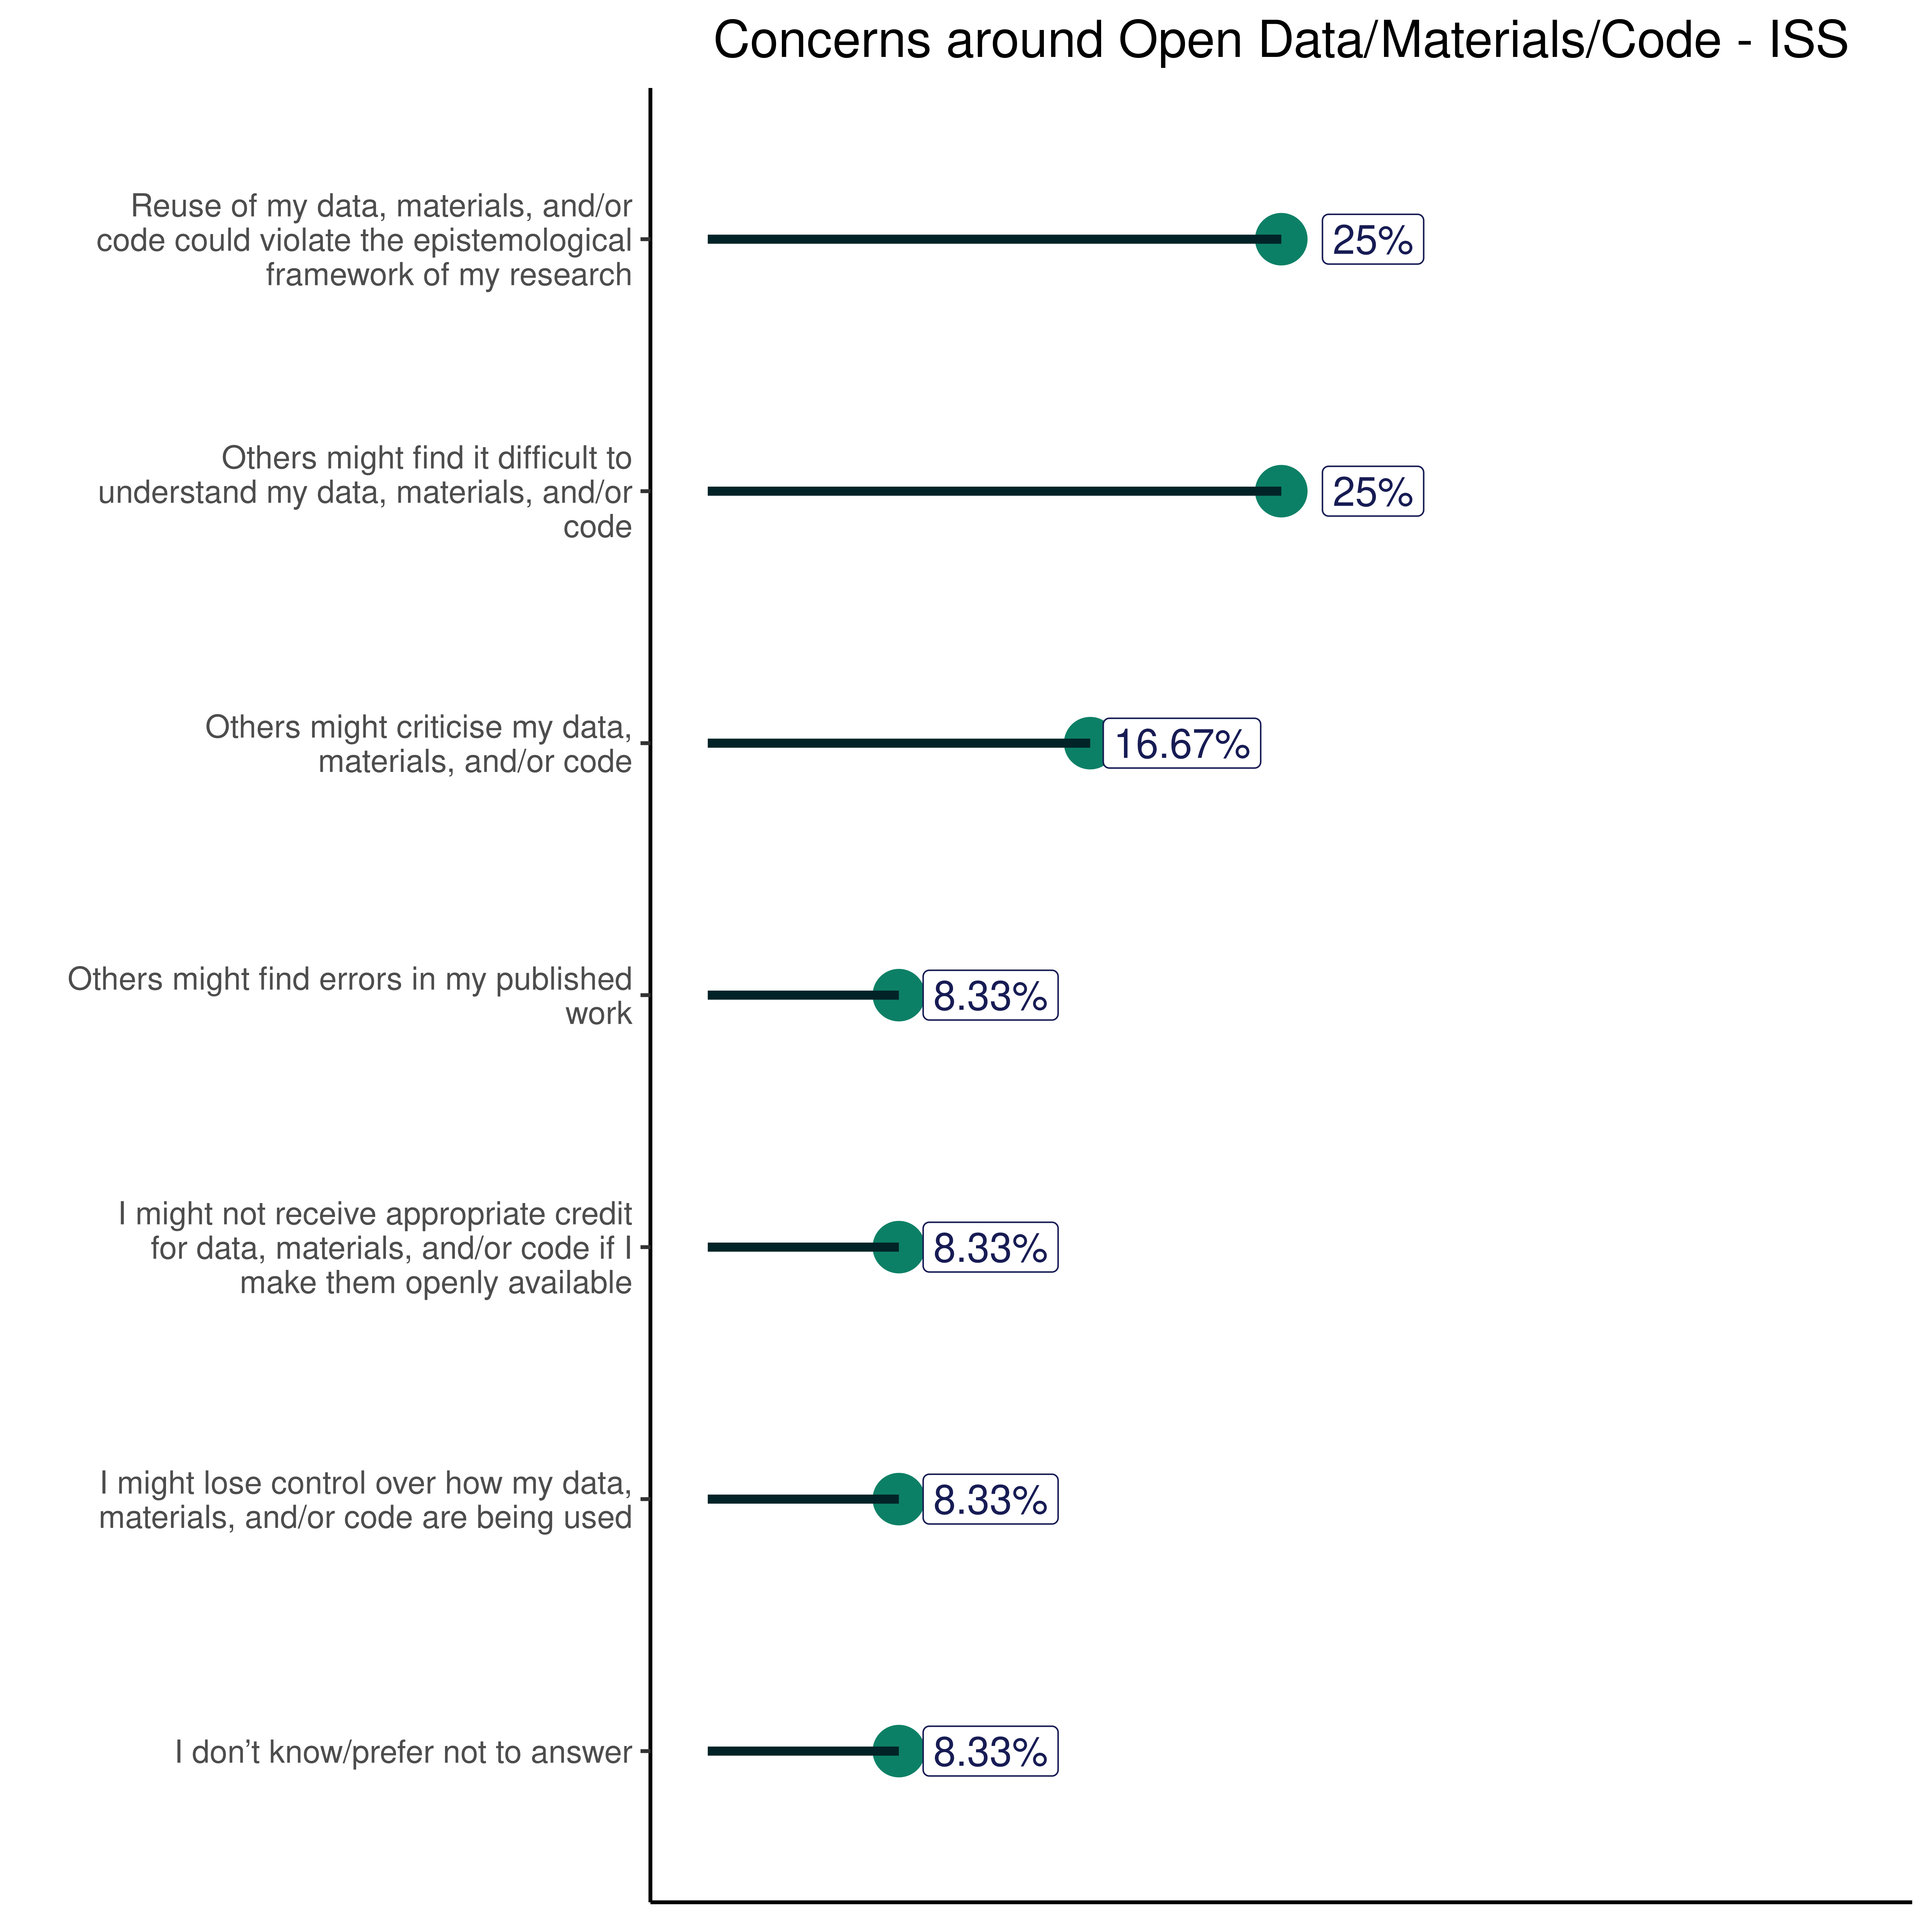 Concerns around Open Data/Materials/Code - ISS
Reuse of my data, materials, and/or
code could violate the epistemological
framework of my research
25%
Others might find it difficult to
understand my data, materials, and/or
code
25%
Others might criticise my data,
materials, and/or code
16.67%
Others might find errors in my published
work
8.33%
I might not receive appropriate credit
for data, materials, and/or code if I
make them openly available
8.33%
I might lose control over how my data,
materials, and/or code are being used
8.33%
I don’t know/prefer not to answer
8.33%